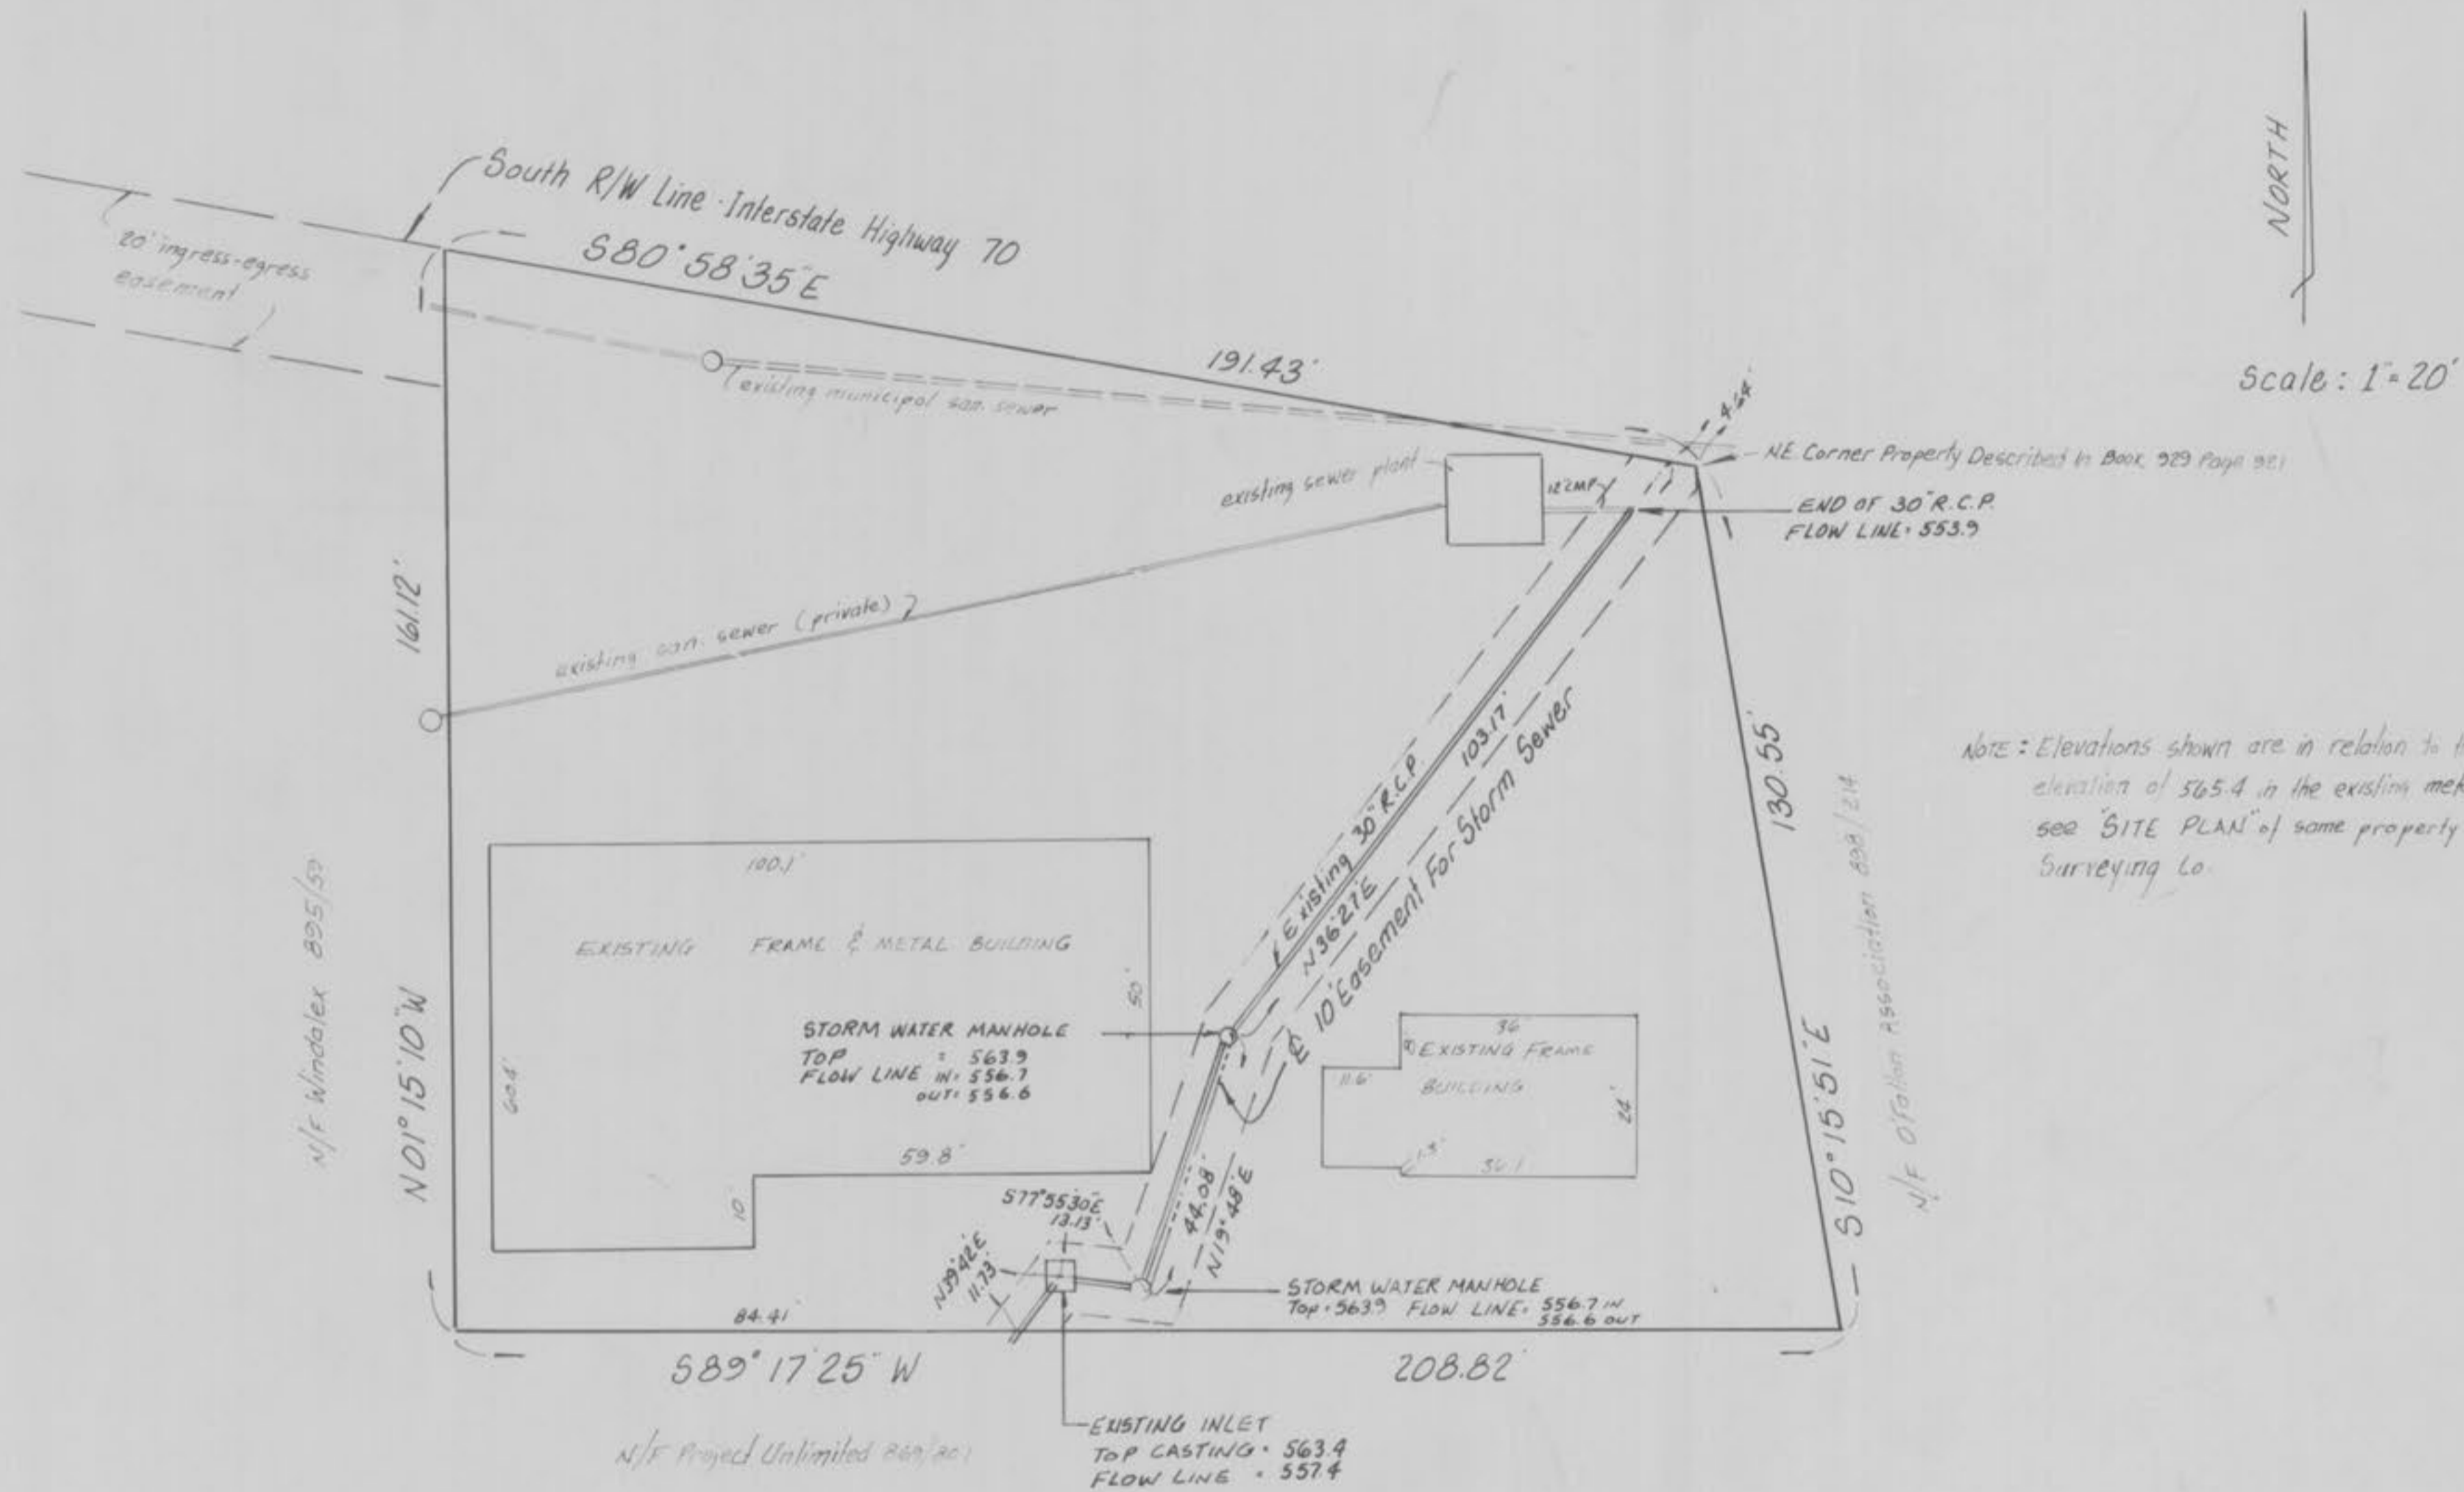 NORTH
Scale : 1" = 20'
South R/W Line · Interstate Highway 70
S80° 58' 35" E
191.43'
20' ingress-egress
easement
existing municipal san. sewer
4.64'
NE Corner Property Described In Book 929 Page 921
existing sewer plant
12" CMP
END OF 30" R.C.P.
FLOW LINE = 553.9
161.12'
existing san. sewer (private)
N01° 15' 10" W
N/F Windalex 895/59
100.1'
EXISTING FRAME & METAL BUILDING
50'
60.4'
59.8'
10'
STORM WATER MANHOLE
TOP = 563.9
FLOW LINE IN = 556.7
OUT = 556.6
Existing 30" R.C.P.
103.17'
N36°27'E
℄ 10' Easement For Storm Sewer
130.55'
S10° 15' 51" E
N/F O'Fallon Association 898/214
NOTE : Elevations shown are in relation to
elevation of 565.4 in the existing
see "SITE PLAN" of same property
Surveying Co.
36'
8'
EXISTING FRAME
BUILDING
11.6'
24'
1.3'
36.1'
S77°55'30"E
13.13'
N39°42'E
11.73'
44.08'
N19°48'E
STORM WATER MANHOLE
Top = 563.9 FLOW LINE = 556.7 IN
556.6 OUT
84.41'
S89° 17' 25" W
208.82'
EXISTING INLET
TOP CASTING = 563.4
FLOW LINE = 557.4
N/F Project Unlimited